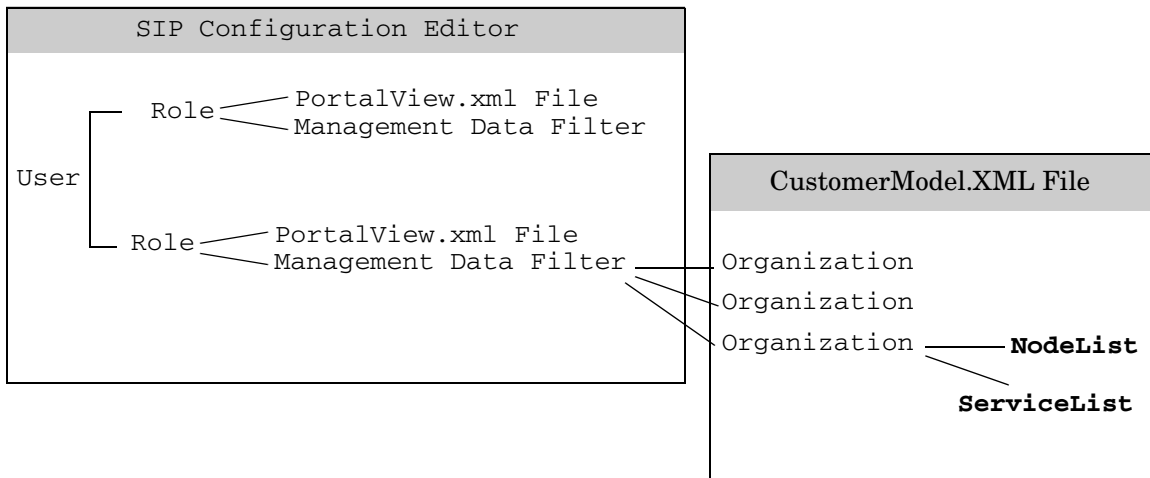 SIP Configuration Editor
Role
PortalView.xml File
Management Data Filter
User
Role
PortalView.xml File
Management Data Filter
CustomerModel.XML File
Organization
Organization
Organization
NodeList
ServiceList